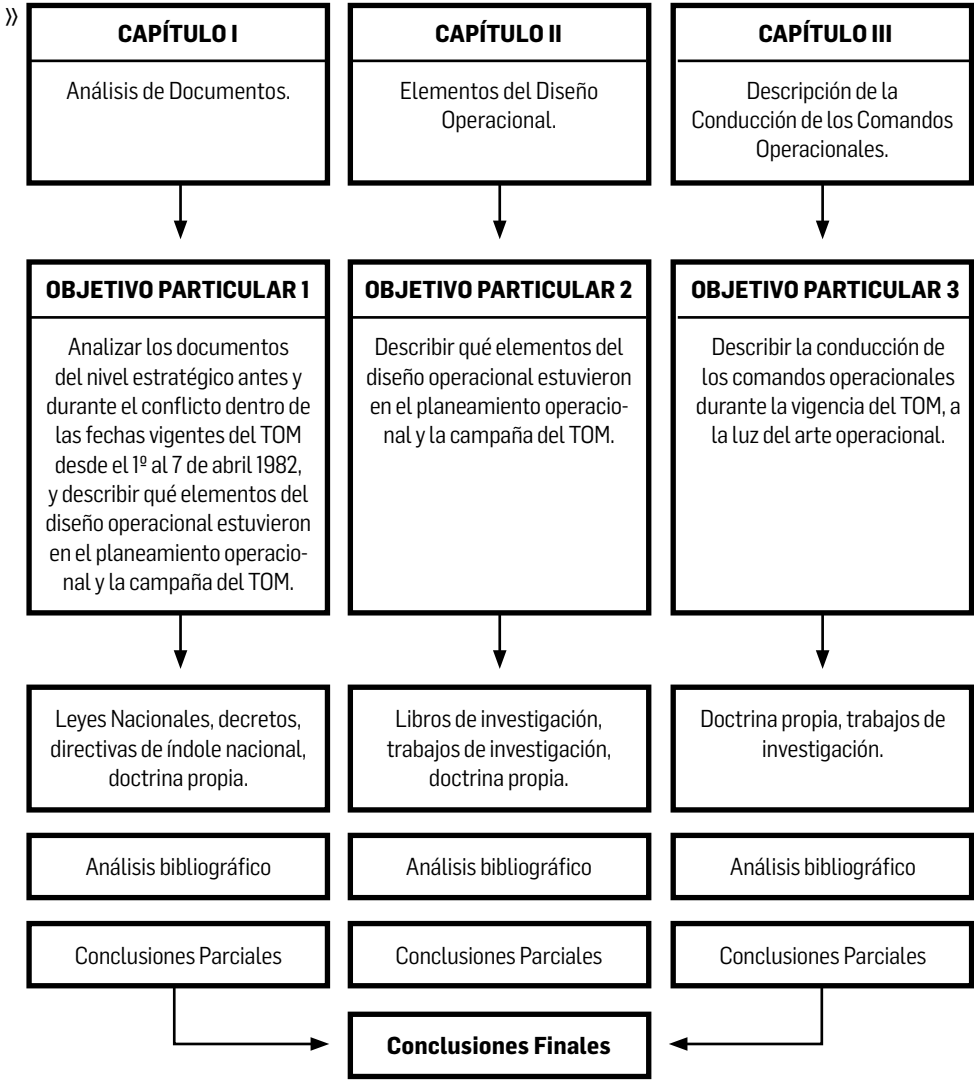 »
CAPÍTULO I
Análisis de Documentos.
CAPÍTULO II
Elementos del Diseño
Operacional.
CAPÍTULO III
Descripción de la
Conducción de los Comandos
Operacionales.
OBJETIVO PARTICULAR 1
Analizar los documentos
del nivel estratégico antes y
durante el conflicto dentro de
las fechas vigentes del TOM
desde el 1º al 7 de abril 1982,
y describir qué elementos del
diseño operacional estuvieron
en el planeamiento operacio-
nal y la campaña del TOM.
OBJETIVO PARTICULAR 2
Describir qué elementos del
diseño operacional estuvieron
en el planeamiento operacio-
nal y la campaña del TOM.
OBJETIVO PARTICULAR 3
Describir la conducción de
los comandos operacionales
durante la vigencia del TOM, a
la luz del arte operacional.
Leyes Nacionales, decretos,
directivas de índole nacional,
doctrina propia.
Libros de investigación,
trabajos de investigación,
doctrina propia.
Doctrina propia, trabajos de
investigación.
Análisis bibliográfico
Análisis bibliográfico
Análisis bibliográfico
Conclusiones Parciales
Conclusiones Parciales
Conclusiones Parciales
Conclusiones Finales